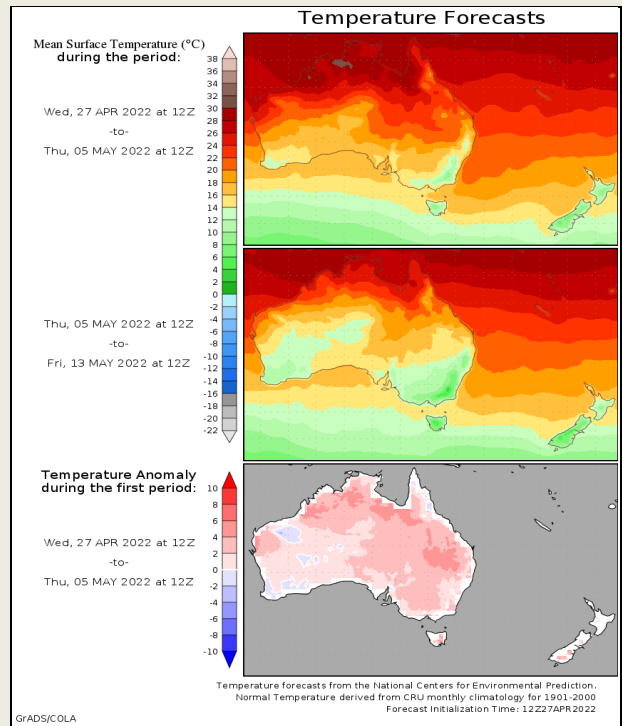 Temperature Forecasts
Mean Surface Temperature (°C)
during the period:
Wed, 27 APR 2022 at 12Z
-to-
Thu, 05 MAY 2022 at 12Z
38
36
34
32
30
28
26
24
22
20
18
16
14
12
10
8
6
4
2
0
-2
-4
-6
-8
-10
-12
-14
-16
-18
-20
-22
Thu, 05 MAY 2022 at 12Z
-to-
Fri, 13 MAY 2022 at 12Z
Temperature Anomaly
during the first period:
Wed, 27 APR 2022 at 12Z
-to-
Thu, 05 MAY 2022 at 12Z
10
8
6
4
2
0
-2
-4
-6
-8
-10
Temperature forecasts from the National Centers for Environmental Prediction.
Normal Temperature derived from CRU monthly climatology for 1901-2000
Forecast Initialization Time: 12Z27APR2022
GrADS/COLA